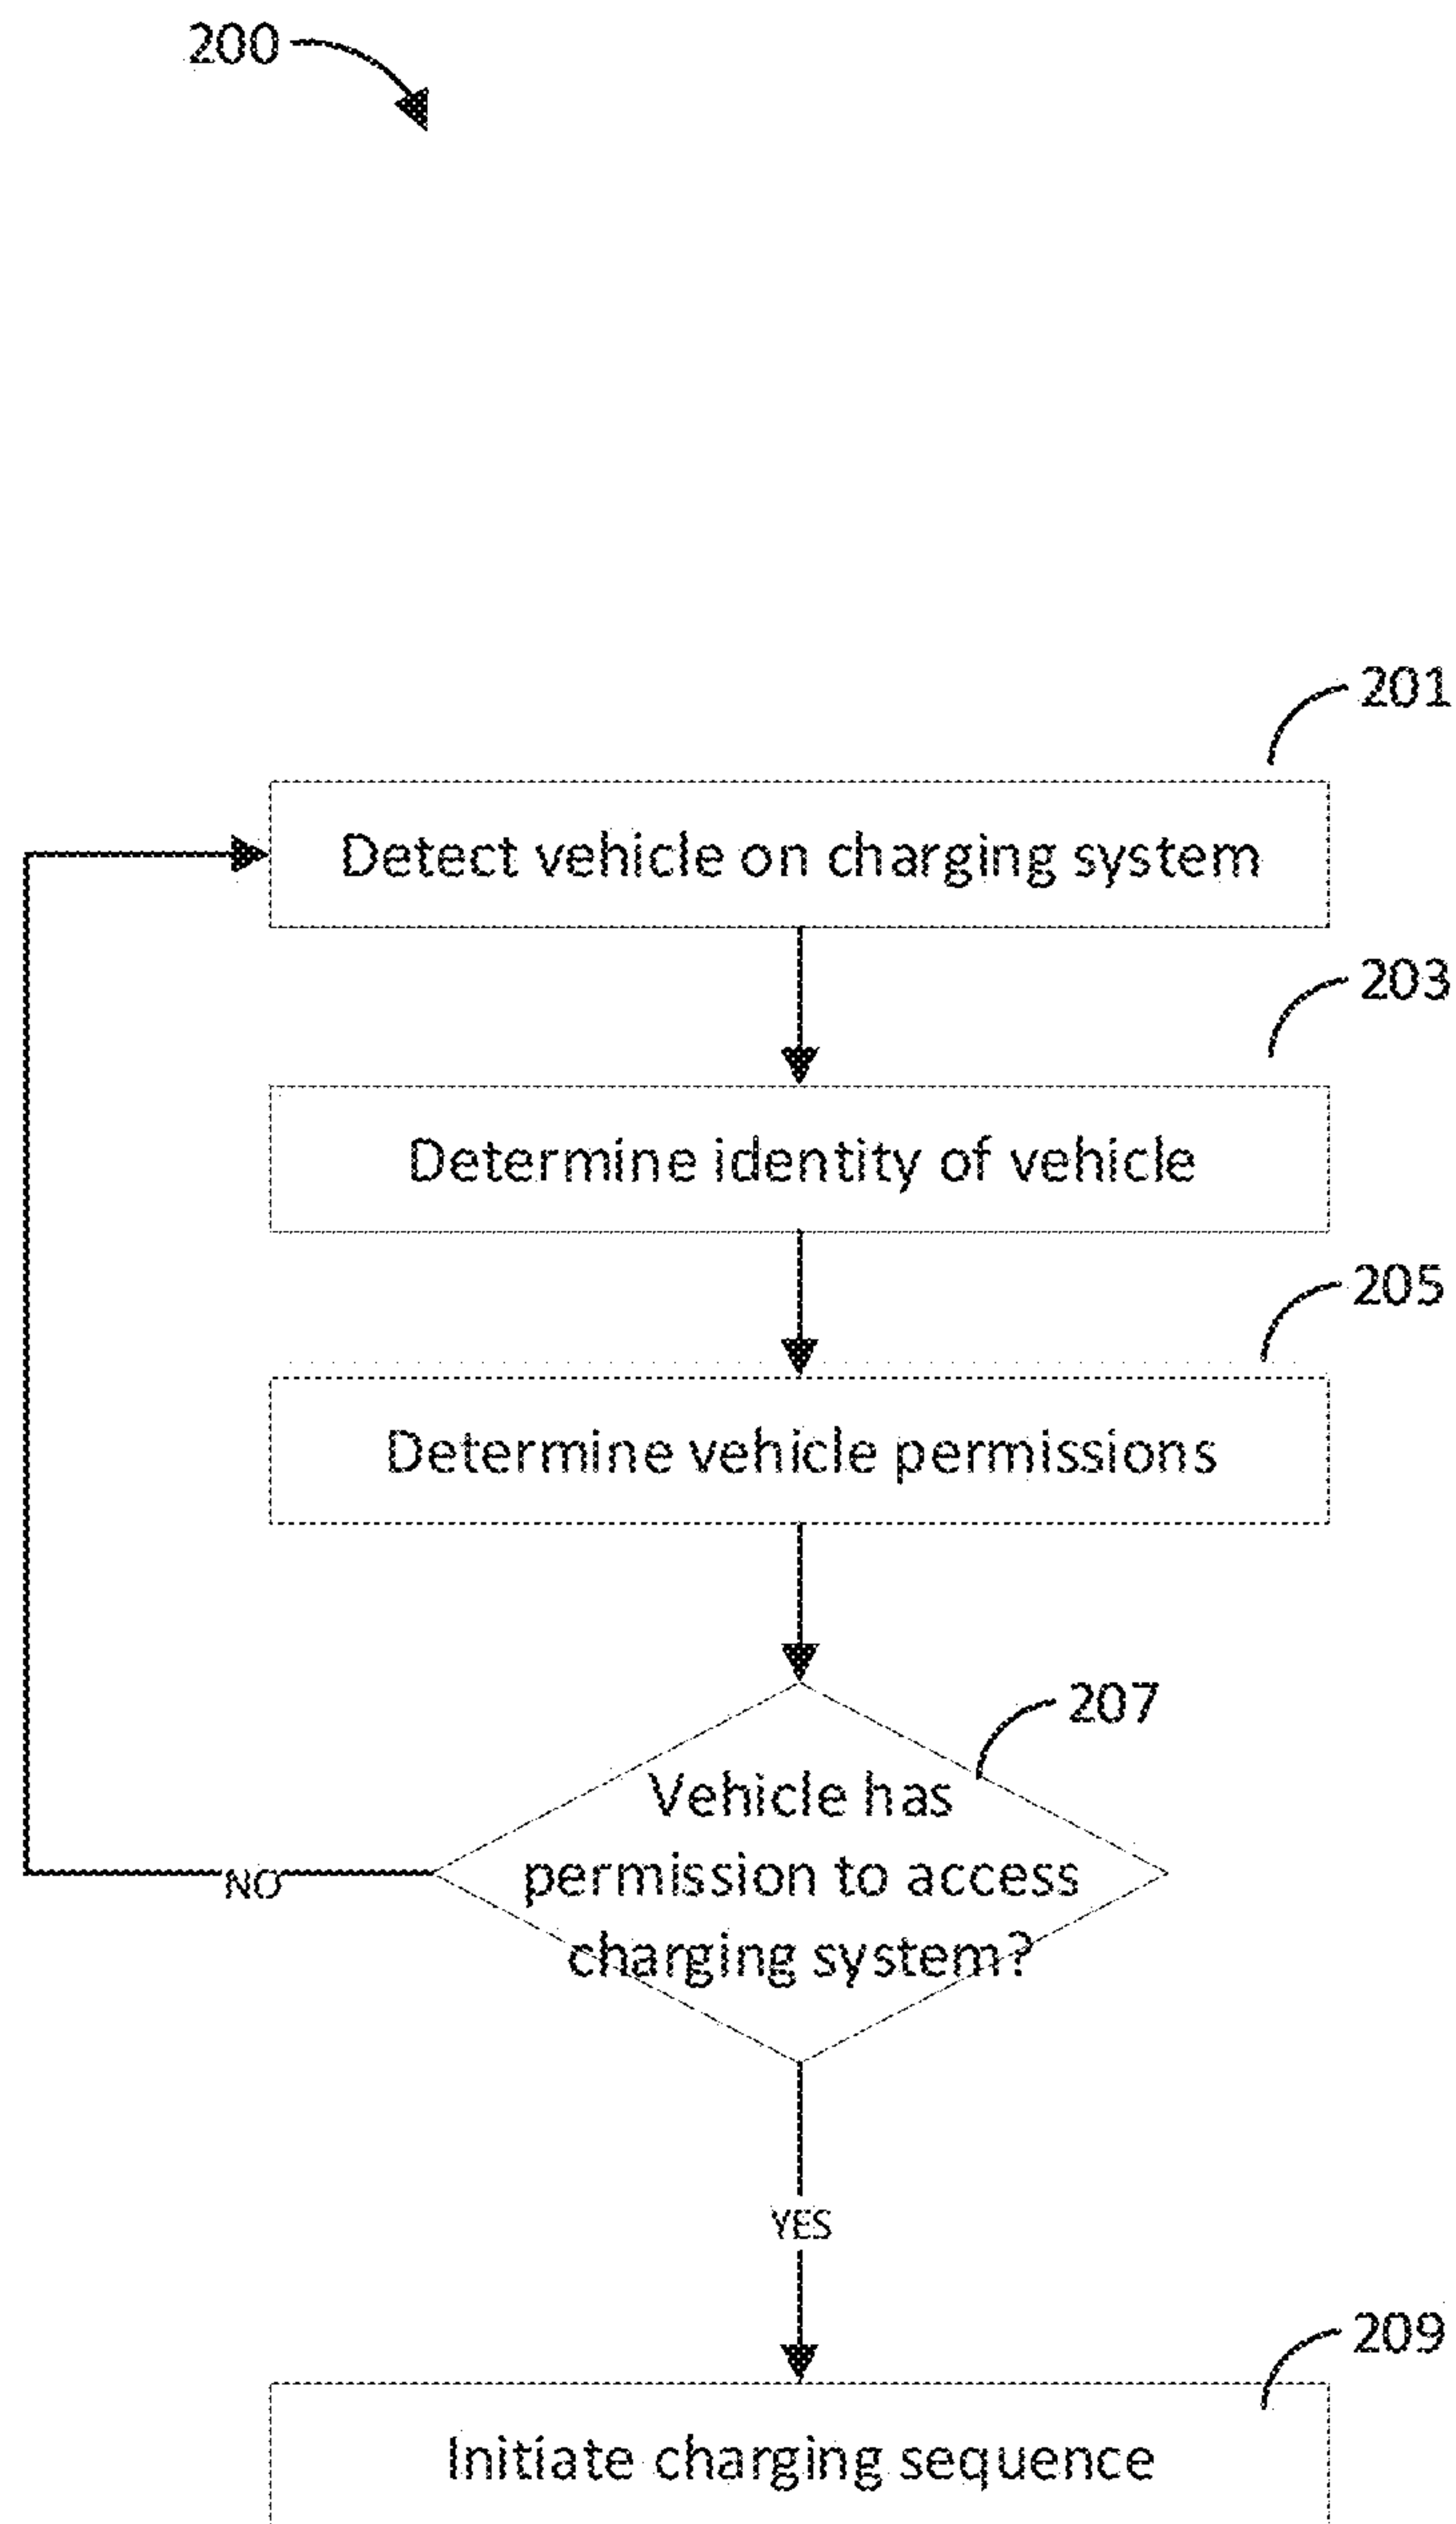 200
201
Detect vehicle on charging system
203
Determine identity of vehicle
205
Determine vehicle permissions
207
Vehicle has
permission to access
charging system?
NO
YES
209
Initiate charging sequence